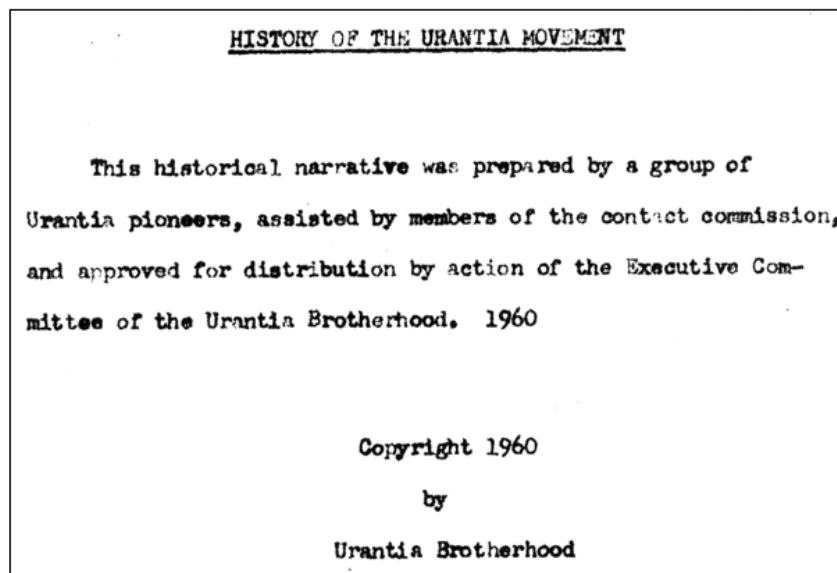 HISTORY OF THE URANTIA MOVEMENT
This historical narrative was prepared by a group of
Urantia pioneers, assisted by members of the contact commission,
and approved for distribution by action of the Executive Com-
mittee of the Urantia Brotherhood. 1960
Copyright 1960
by
Urantia Brotherhood